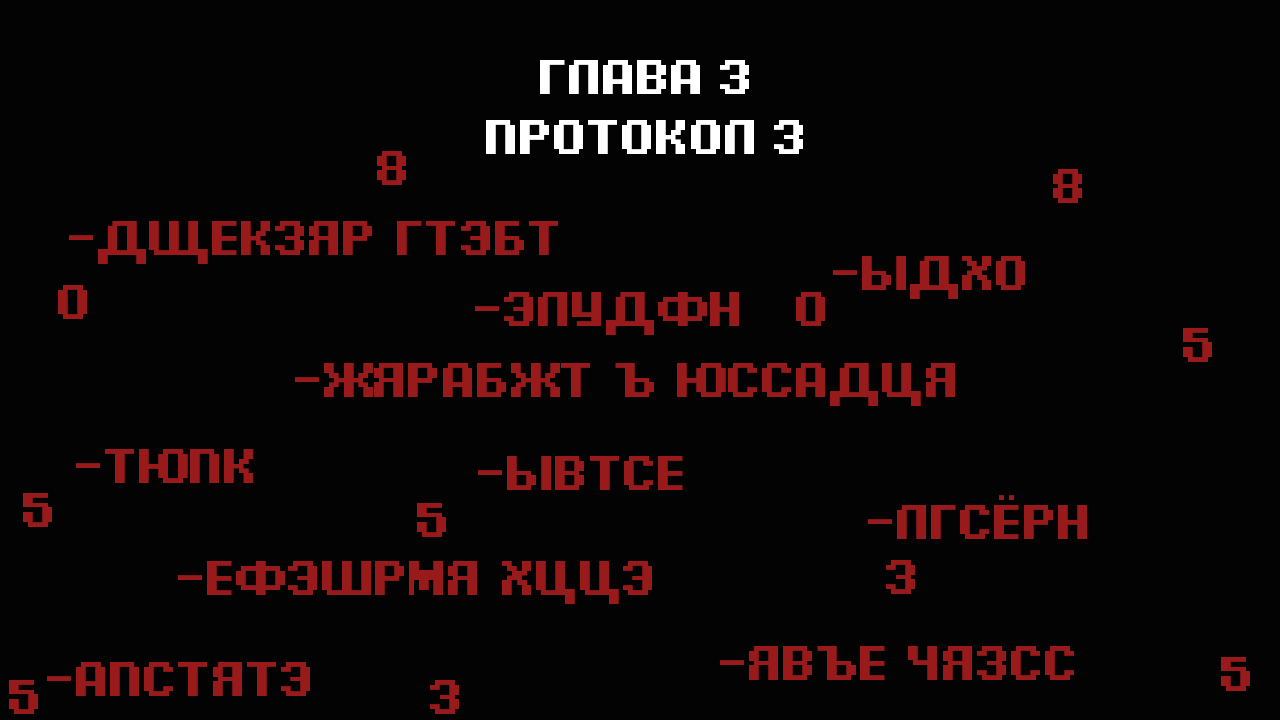 ГЛАВА 3
ПРОТОКОЛ 3
8
8
-ДЩЕКЗЯР ГТЭБТ
-ЫДХО
0
-ЭПУДФН
0
5
-ЖЯРАБЖТ Ъ ЮССАДЦЯ
-ТЮПК
-ЫВТСЕ
5
5
-ЛГСЁРН
-ЕФЭШРМЯ ХЦЦЭ
3
-АПСТЯТЭ
-ЯВЪЕ ЧЯЗСС
5
3
5